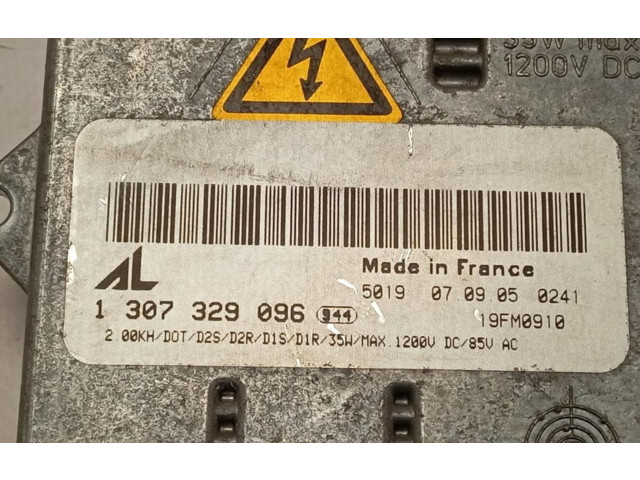 35W max
1200V DC
AL
Made in France
5019 07.09.05 0241
1 307 329 096 944
19FM0910
2.00KH/DOT/D2S/D2R/D1S/D1R/35W/MAX.1200V DC/85V AC